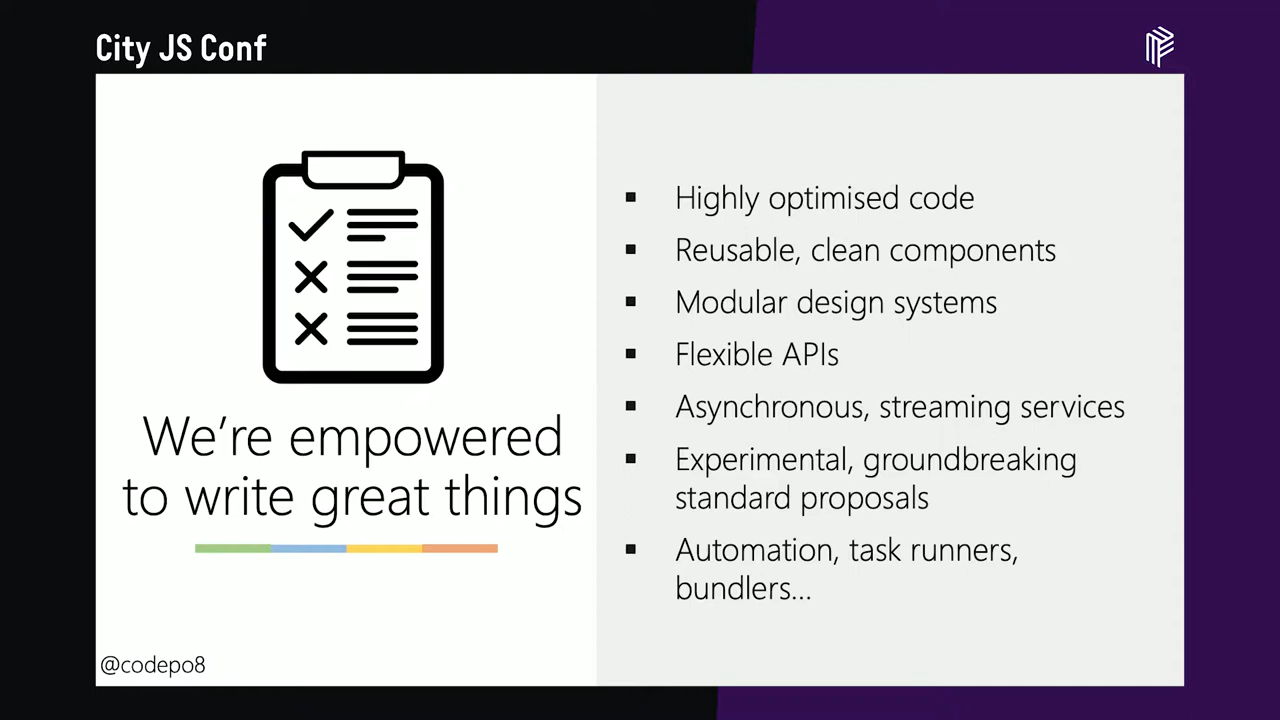 City JS Conf
We're empowered
to write great things
@codepo8
▪ Highly optimised code
▪ Reusable, clean components
▪ Modular design systems
▪ Flexible APIs
▪ Asynchronous, streaming services
▪ Experimental, groundbreaking
standard proposals
▪ Automation, task runners,
bundlers...